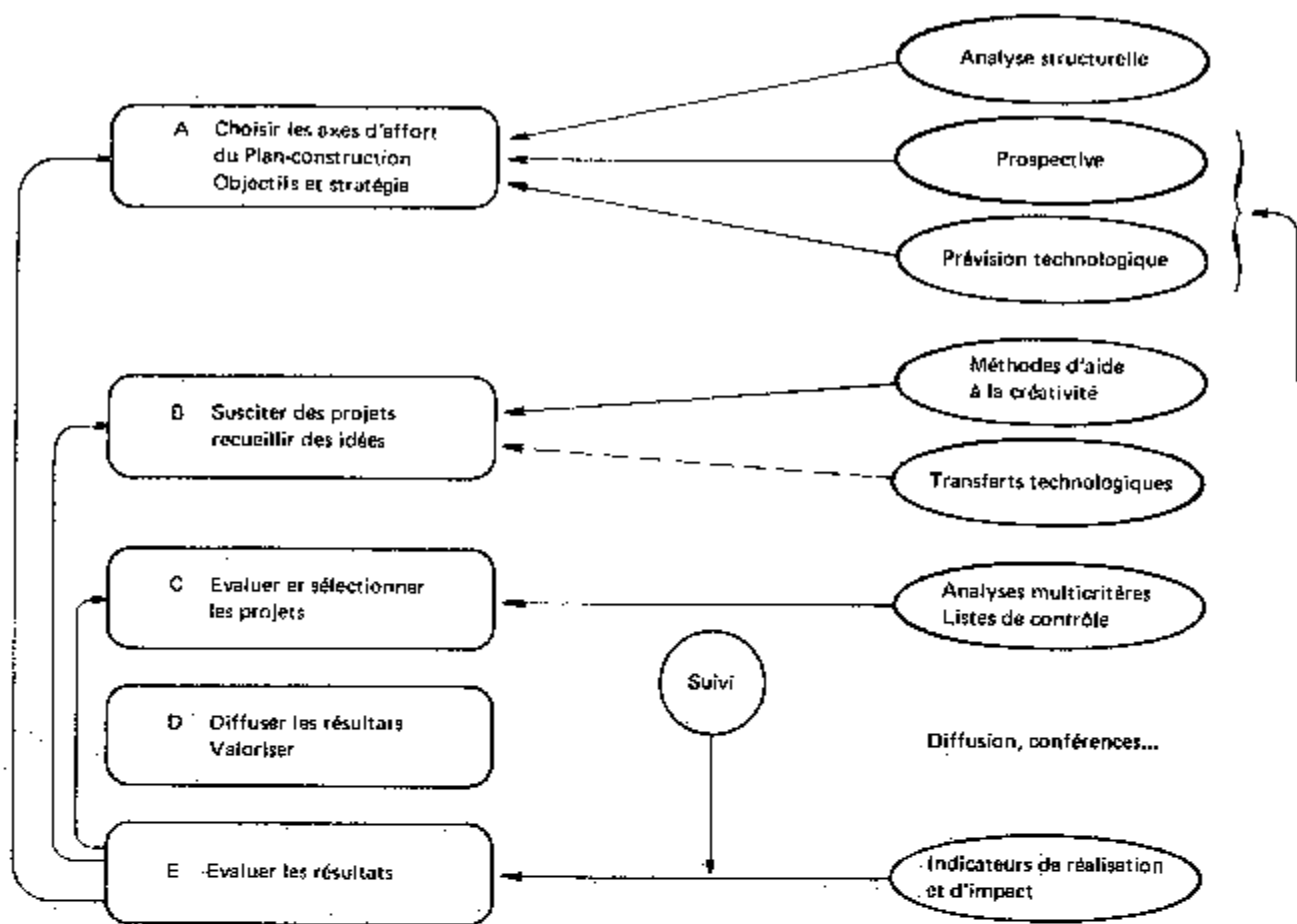 Analyse structurelle
A Choisir les axes d'effort
du Plan-construction
Objectifs et stratégie
Prospective
Prévision technologique
Méthodes d'aide
à la créativité
B Susciter des projets
recueillir des idées
Transferts technologiques
C Evaluer et sélectionner
les projets
Analyses multicritères
Listes de contrôle
Suivi
D Diffuser les résultats
Valoriser
Diffusion, conférences...
E Evaluer les résultats
Indicateurs de réalisation
et d'impact